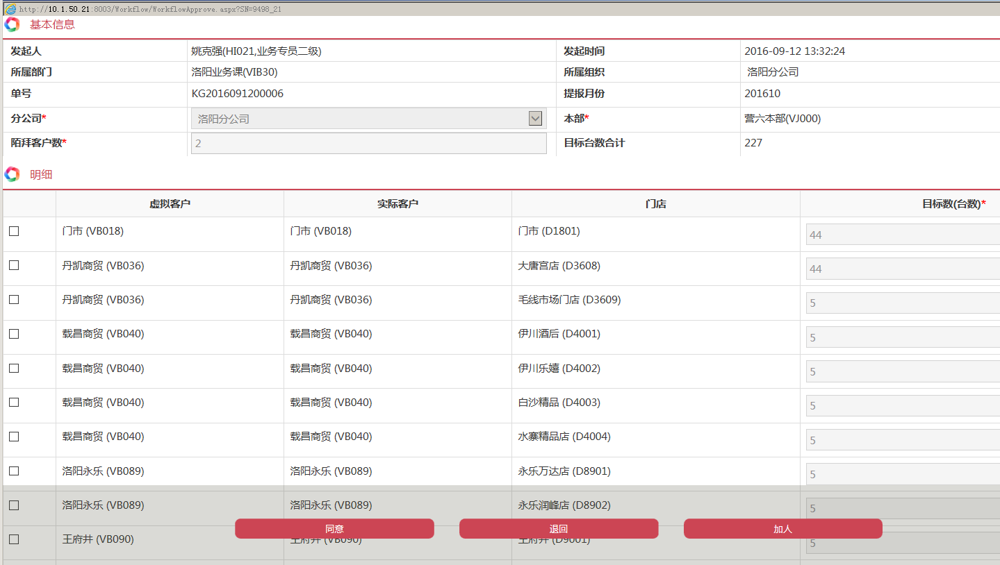 http://10.1.50.21:8003/Workflow/WorkflowApprove.aspx?SN=9498_21
基本信息
发起人 姚克强(HI021,业务专员二级) 发起时间 2016-09-12 13:32:24
所属部门 洛阳业务课(VIB30) 所属组织 洛阳分公司
单号 KG2016091200006 提报月份 201610
分公司* 洛阳分公司 本部* 营六本部(VJ000)
陌拜客户数* 2 目标台数合计 227
明细
虚拟客户 实际客户 门店 目标数(台数)*
门市 (VB018) 门市 (VB018) 门市 (D1801) 44
丹凯商贸 (VB036) 丹凯商贸 (VB036) 大唐宫店 (D3608) 44
丹凯商贸 (VB036) 丹凯商贸 (VB036) 毛线市场门店 (D3609) 5
载昌商贸 (VB040) 载昌商贸 (VB040) 伊川酒后 (D4001) 5
载昌商贸 (VB040) 载昌商贸 (VB040) 伊川乐嬉 (D4002) 5
载昌商贸 (VB040) 载昌商贸 (VB040) 白沙精品 (D4003) 5
载昌商贸 (VB040) 载昌商贸 (VB040) 水寨精品店 (D4004) 5
洛阳永乐 (VB089) 洛阳永乐 (VB089) 永乐万达店 (D8901) 5
洛阳永乐 (VB089) 洛阳永乐 (VB089) 永乐润峰店 (D8902) 5
王府井 (VB090) 王府井 (VB090) 王府井 (D9001) 5
同意 退回 加人